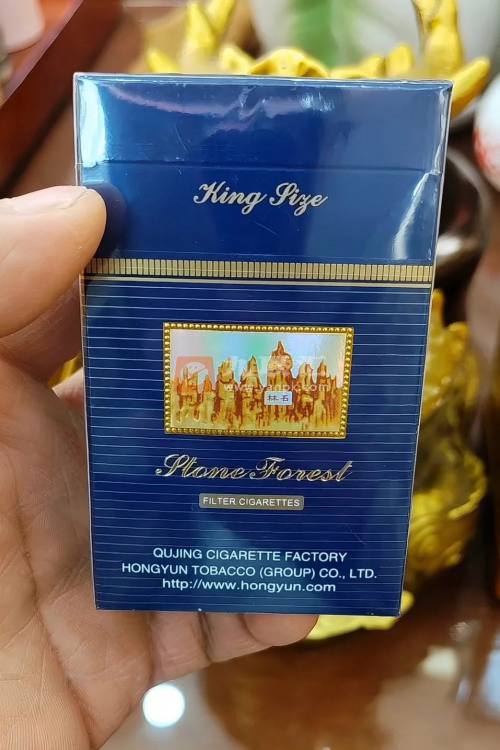 King Size
林石
Stone Forest
FILTER CIGARETTES
QUJING CIGARETTE FACTORY
HONGYUN TOBACCO (GROUP) CO., LTD.
http://www.hongyun.com